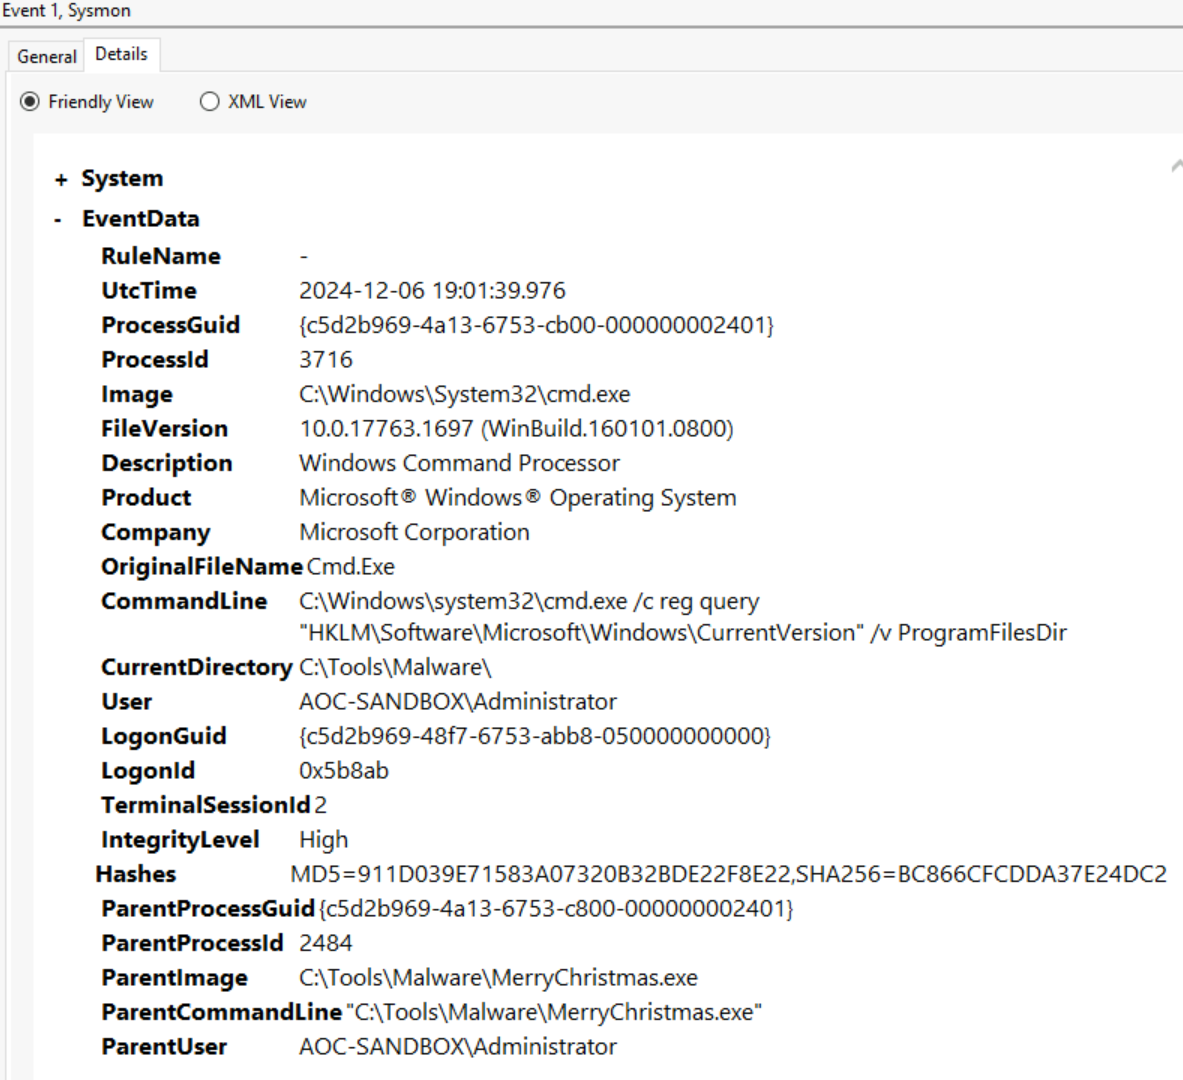 Event 1, Sysmon
General Details
Friendly View XML View
+ System
- EventData
RuleName -
UtcTime 2024-12-06 19:01:39.976
ProcessGuid {c5d2b969-4a13-6753-cb00-000000002401}
ProcessId 3716
Image C:\Windows\System32\cmd.exe
FileVersion 10.0.17763.1697 (WinBuild.160101.0800)
Description Windows Command Processor
Product Microsoft® Windows® Operating System
Company Microsoft Corporation
OriginalFileName Cmd.Exe
CommandLine C:\Windows\system32\cmd.exe /c reg query
"HKLM\Software\Microsoft\Windows\CurrentVersion" /v ProgramFilesDir
CurrentDirectory C:\Tools\Malware\
User AOC-SANDBOX\Administrator
LogonGuid {c5d2b969-48f7-6753-abb8-050000000000}
LogonId 0x5b8ab
TerminalSessionId 2
IntegrityLevel High
Hashes MD5=911D039E71583A07320B32BDE22F8E22,SHA256=BC866CFCDDA37E24DC2
ParentProcessGuid {c5d2b969-4a13-6753-c800-000000002401}
ParentProcessId 2484
ParentImage C:\Tools\Malware\MerryChristmas.exe
ParentCommandLine "C:\Tools\Malware\MerryChristmas.exe"
ParentUser AOC-SANDBOX\Administrator